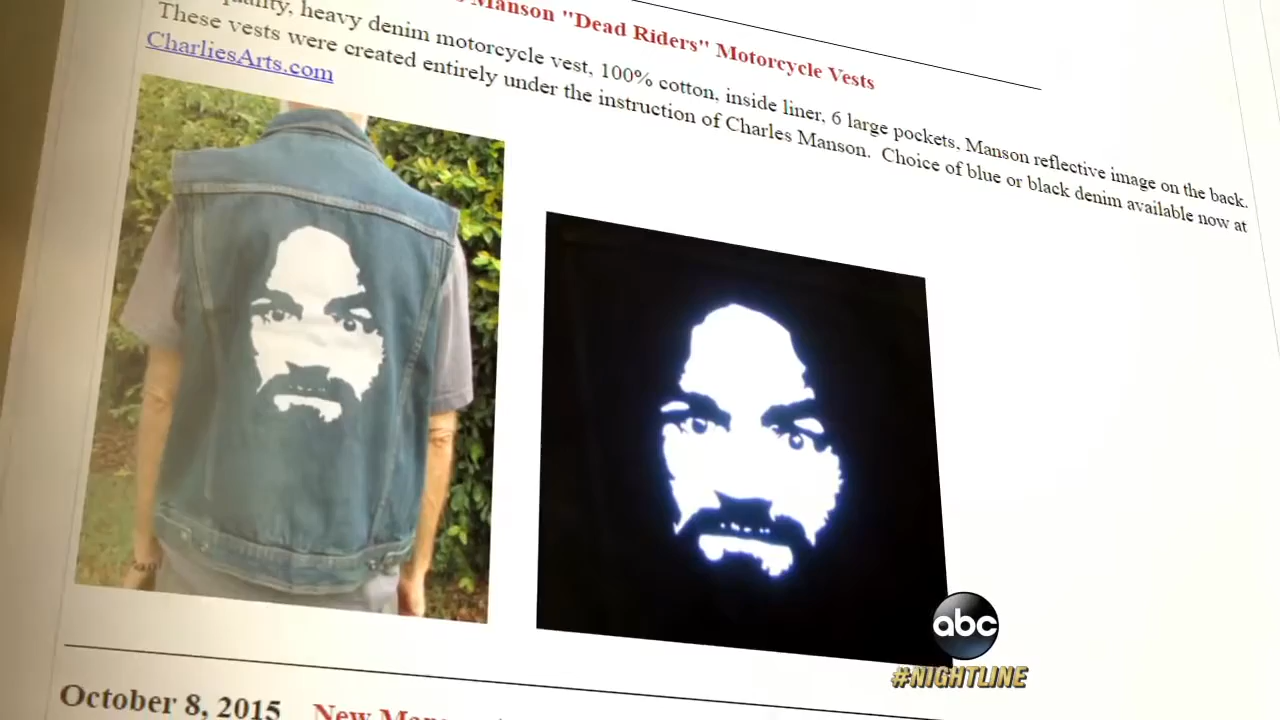 Manson "Dead Riders" Motorcycle Vests
heavy denim motorcycle vest, 100% cotton, inside liner, 6 large pockets. Manson reflective image on the back.
These vests were created entirely under the instruction of Charles Manson. Choice of blue or black denim available now at
CharliesArts.com
abc
#NIGHTLINE
October 8, 2015 New